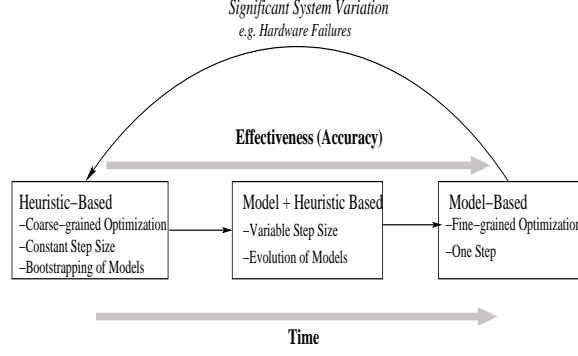 Significant System Variation
e.g. Hardware Failures
Effectiveness (Accuracy)
Heuristic–Based
–Coarse–grained Optimization
–Constant Step Size
–Bootstrapping of Models
Model + Heuristic Based
–Variable Step Size
–Evolution of Models
Model–Based
–Fine–grained Optimization
–One Step
Time